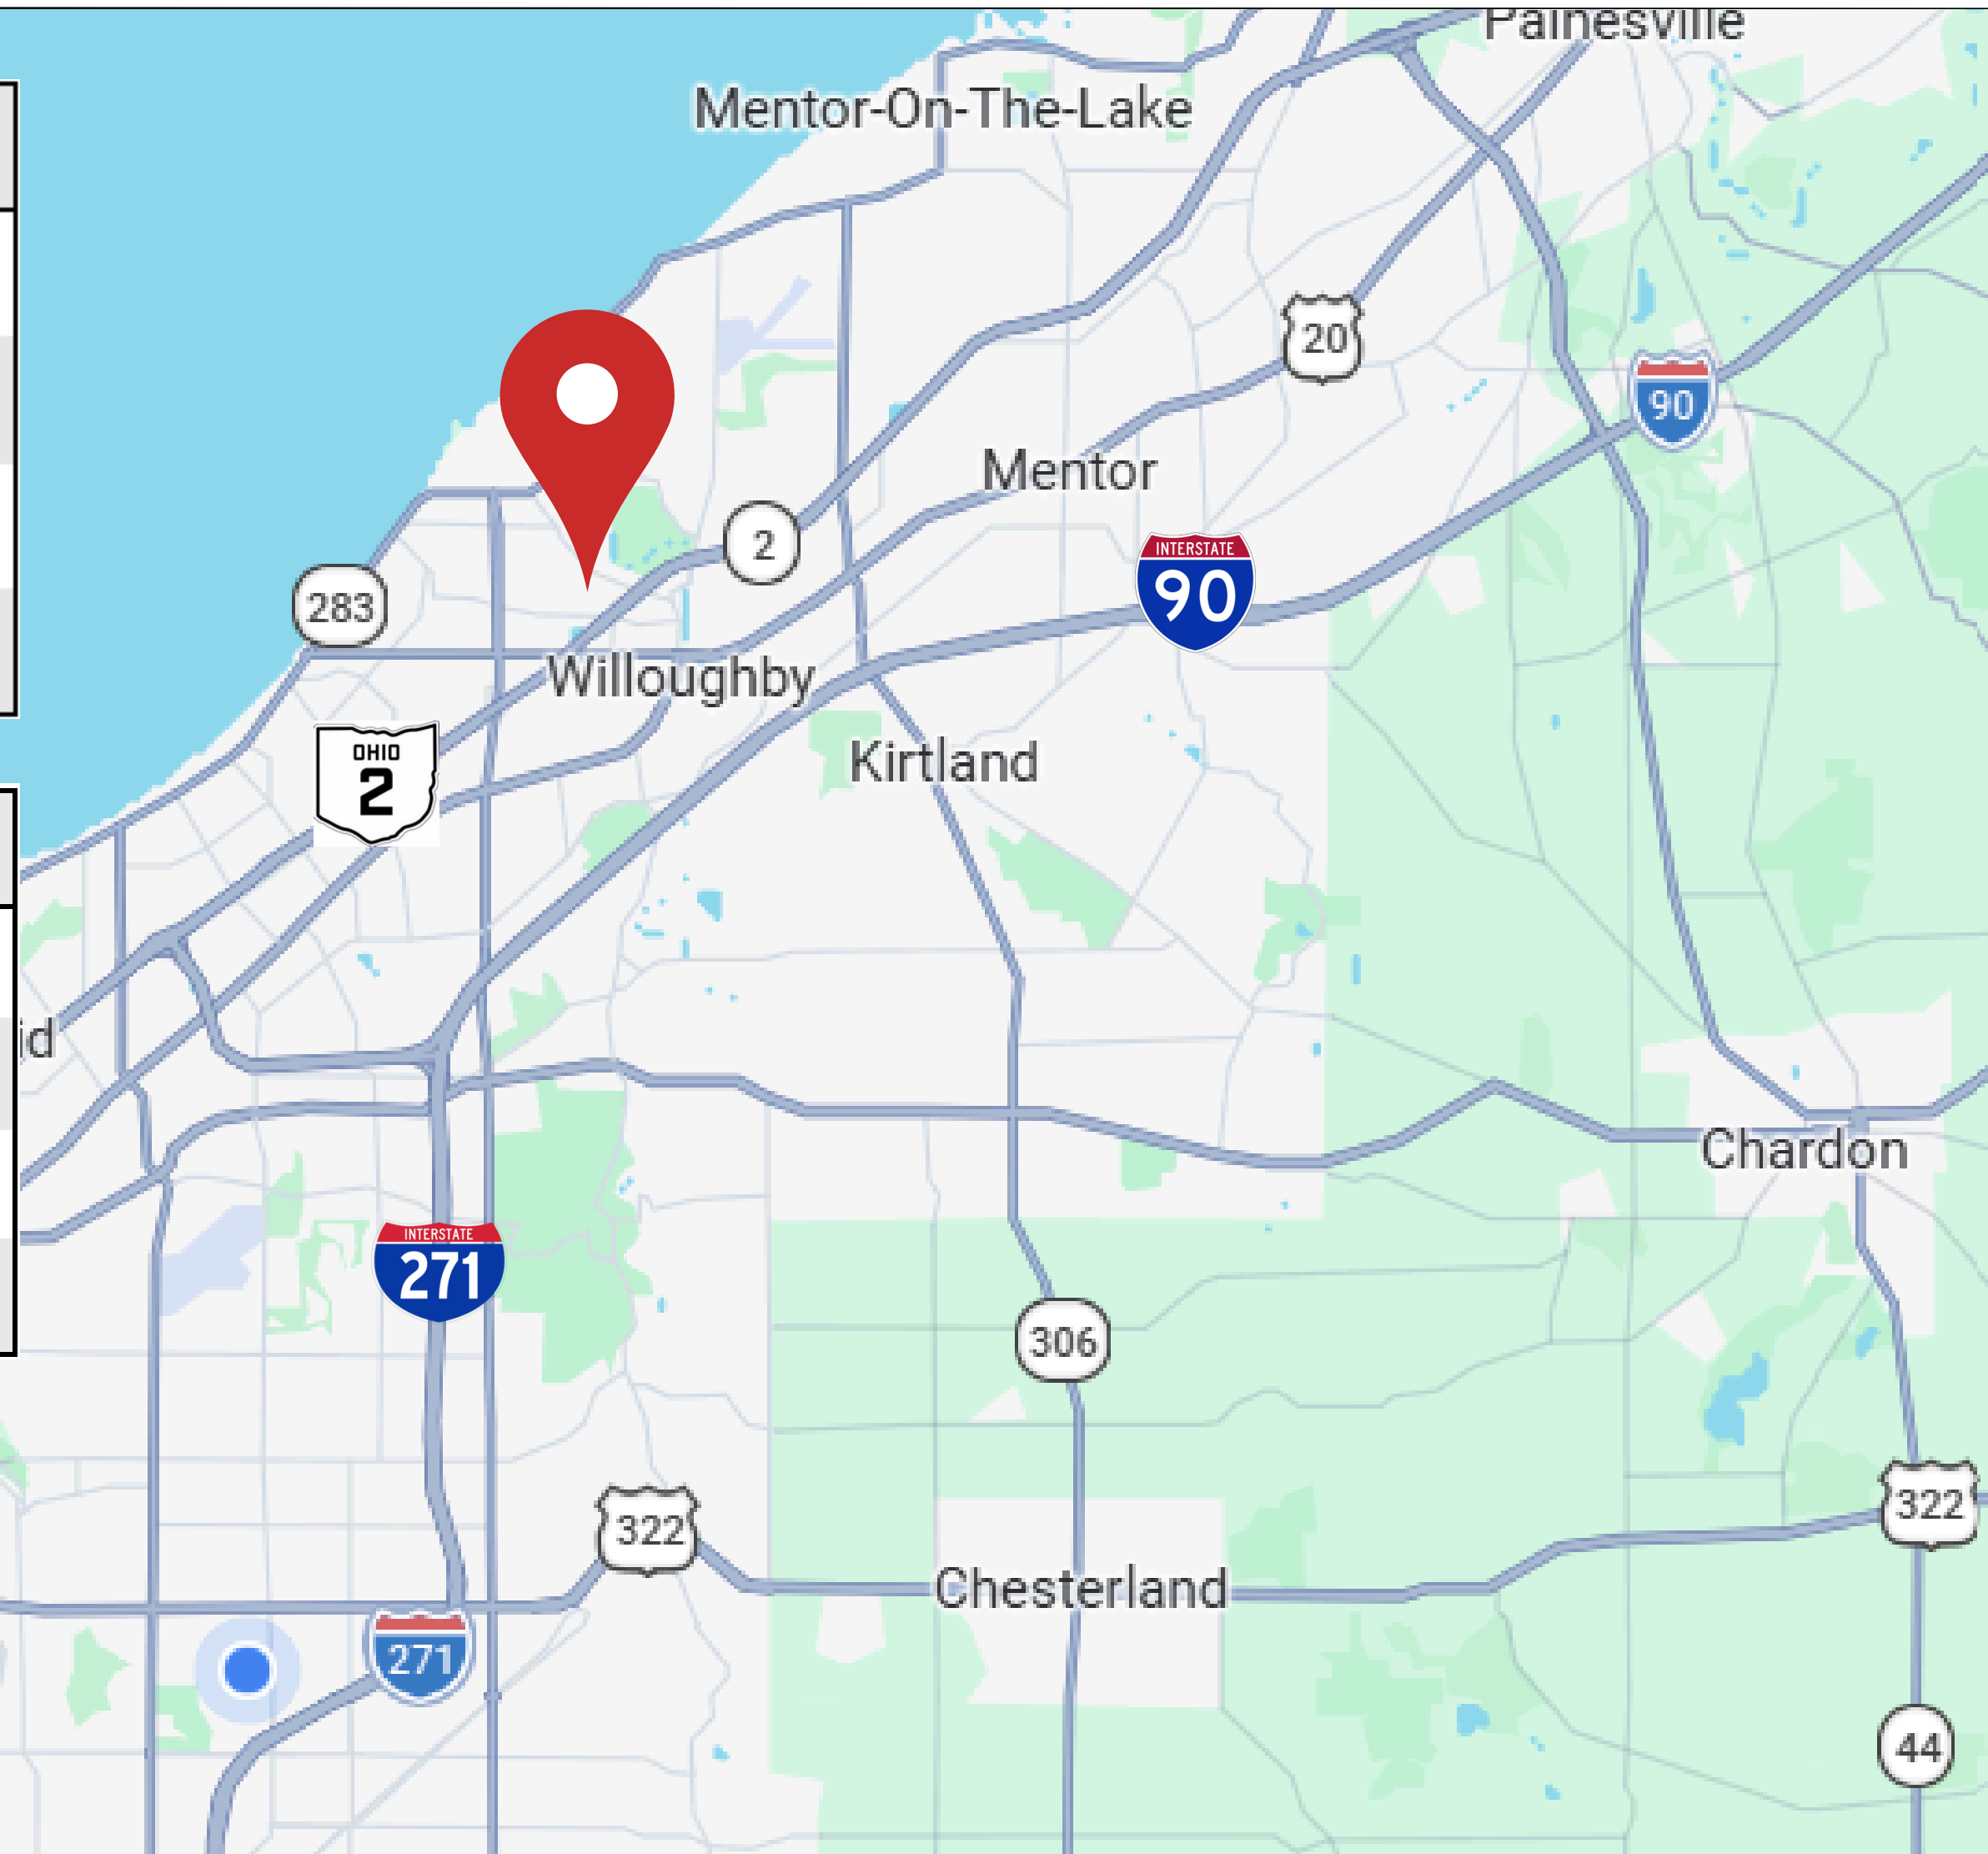 Painesville
Mentor-On-The-Lake
20
90
Mentor
2
INTERSTATE
90
283
Willoughby
OHIO
2
Kirtland
id
Chardon
INTERSTATE
271
306
322
322
Chesterland
271
44